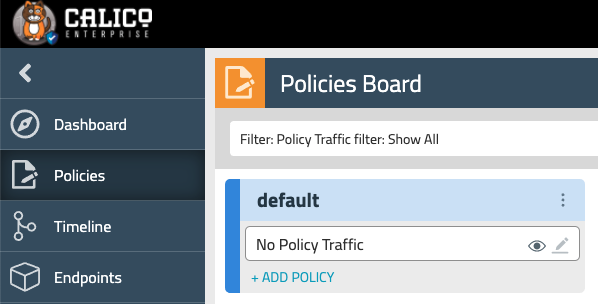 CALICO
ENTERPRISE
Policies Board
Dashboard
Filter: Policy Traffic filter: Show All
Policies
default
Timeline
No Policy Traffic
Endpoints
+ ADD POLICY